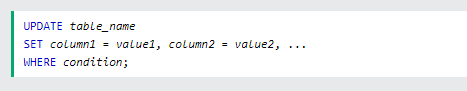 UPDATE table_name
SET column1 = value1, column2 = value2, ...
WHERE condition;